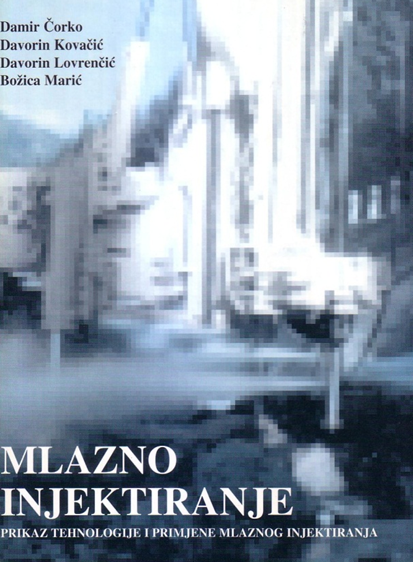 Damir Čorko
Davorin Kovačić
Davorin Lovrenčić
Božica Marić
MLAZNO
INJEKTIRANJE
PRIKAZ TEHNOLOGIJE I PRIMJENE MLAZNOG INJEKTIRANJA